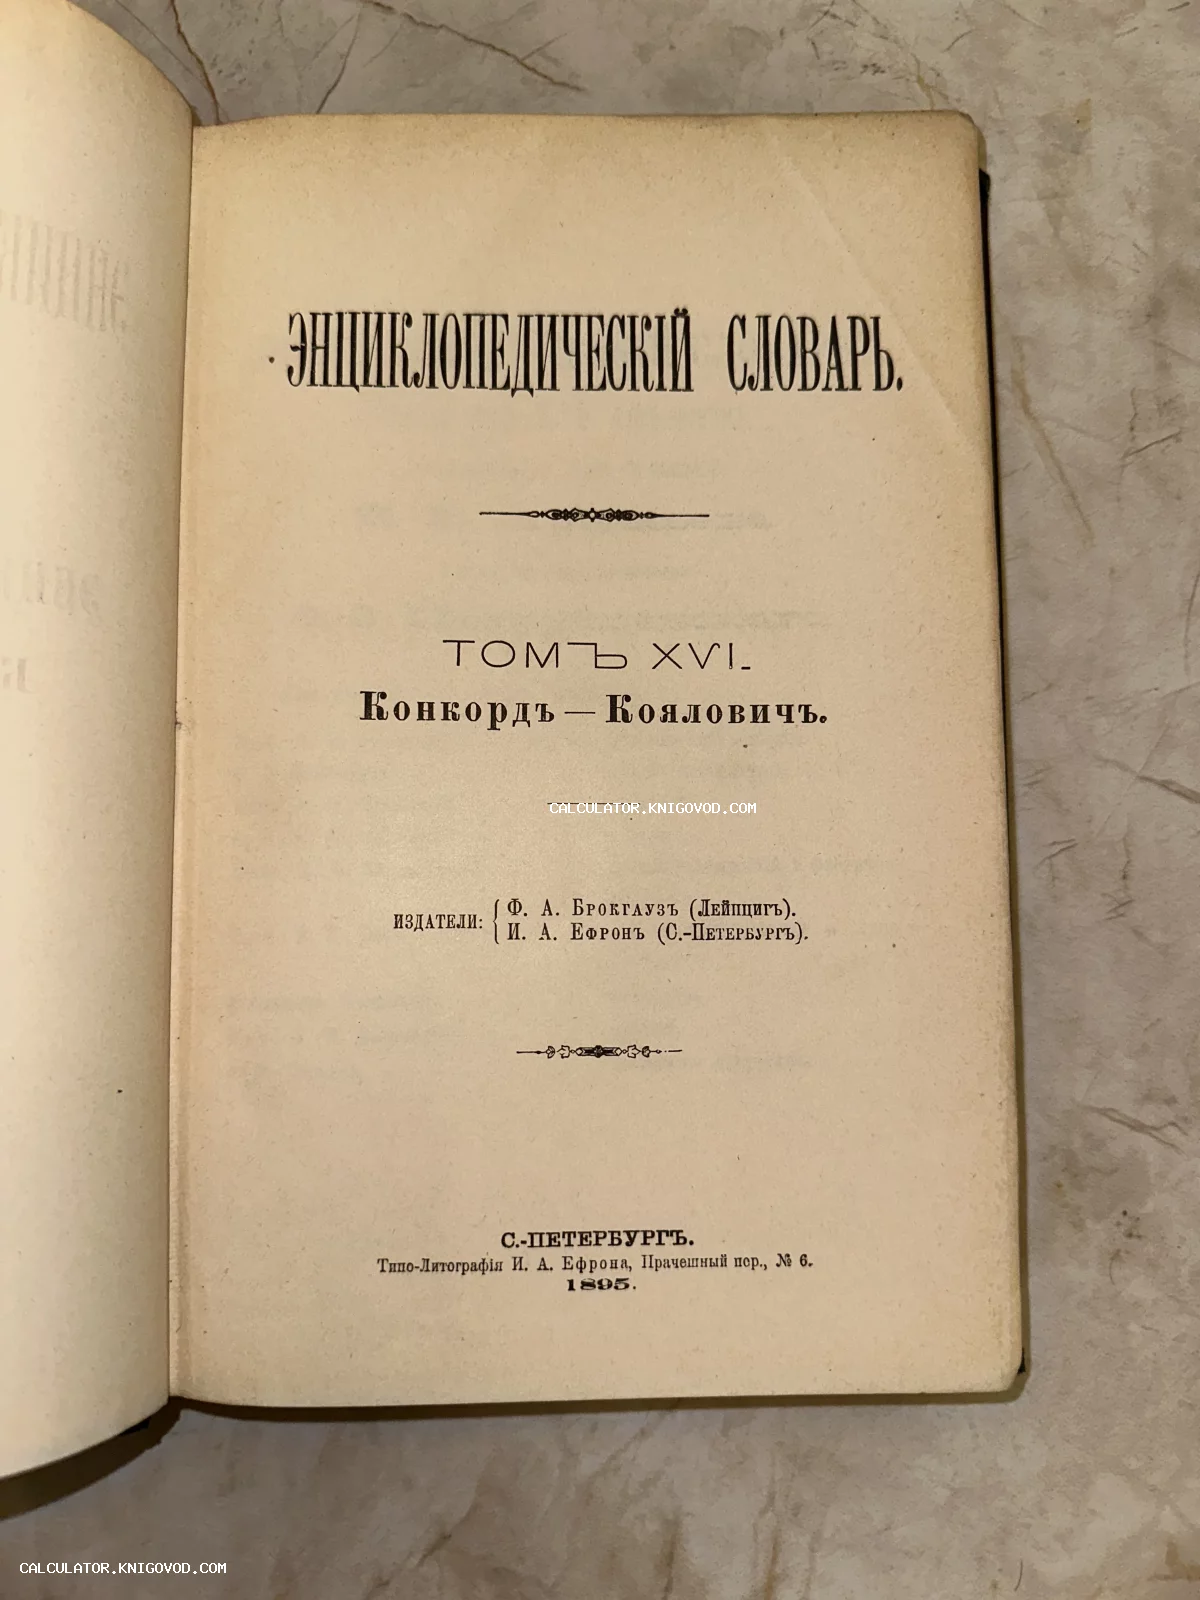 ЭНЦИКЛОПЕДИЧЕСКІЙ СЛОВАРЬ.
ТОМЪ XVI.
Конкордъ — Кояловичъ.
CALCULATOR.KNIGOVOD.COM
ИЗДАТЕЛИ: { Ф. А. Брокгаузъ (Лейпцигъ).
И. А. Ефронъ (С.-Петербургъ).
С.-ПЕТЕРБУРГЪ.
Типо-Литографія И. А. Ефрона, Прачешный пер., № 6.
1895.
CALCULATOR.KNIGOVOD.COM